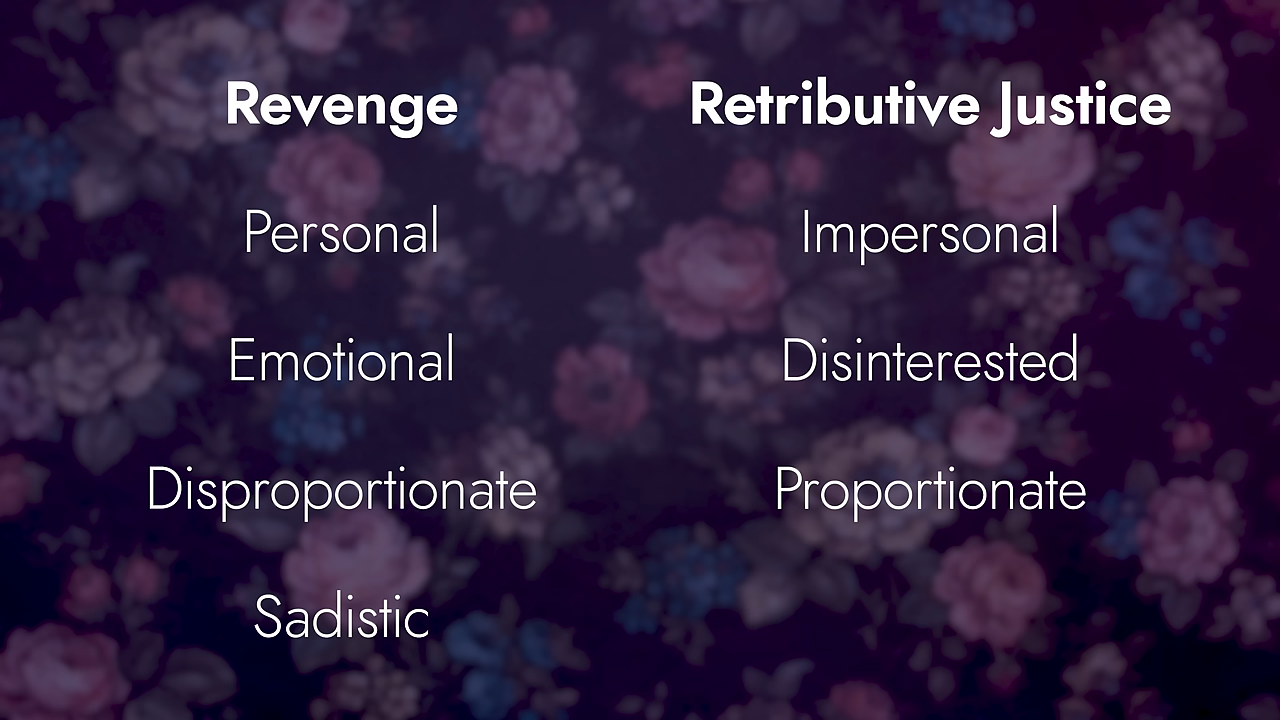 Revenge Retributive Justice
Personal Impersonal
Emotional Disinterested
Disproportionate Proportionate
Sadistic